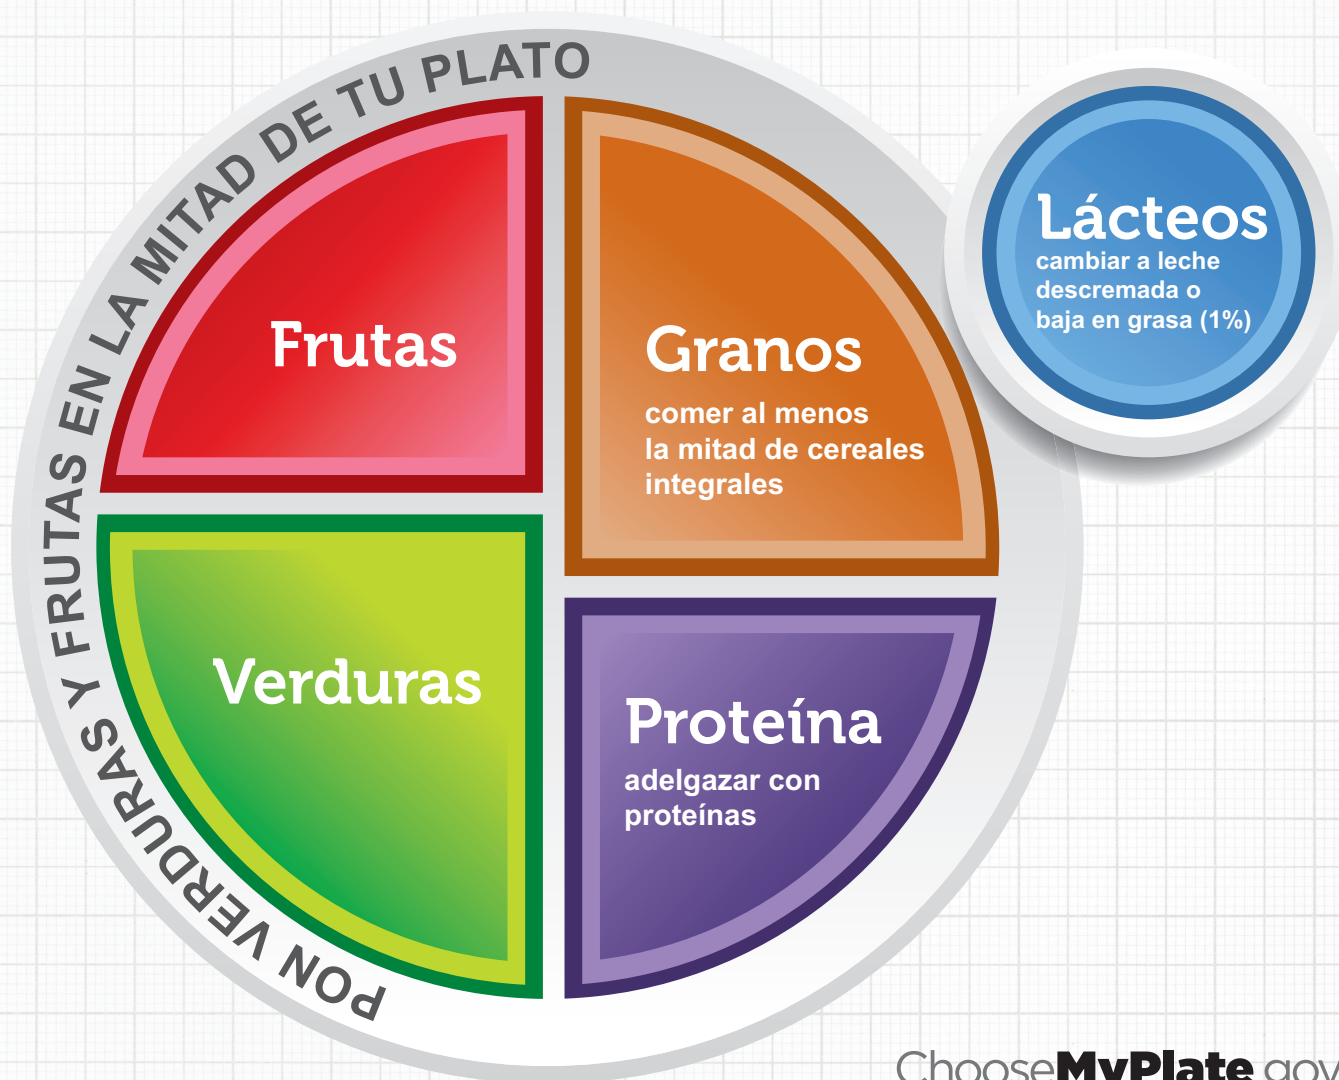 PON VERDURAS Y FRUTAS EN LA MITAD DE TU PLATO
Frutas
Granos
comer al menos
la mitad de cereales
integrales
Lácteos
cambiar a leche
descremada o
baja en grasa (1%)
Verduras
Proteína
adelgazar con
proteínas
ChooseMyPlate.gov